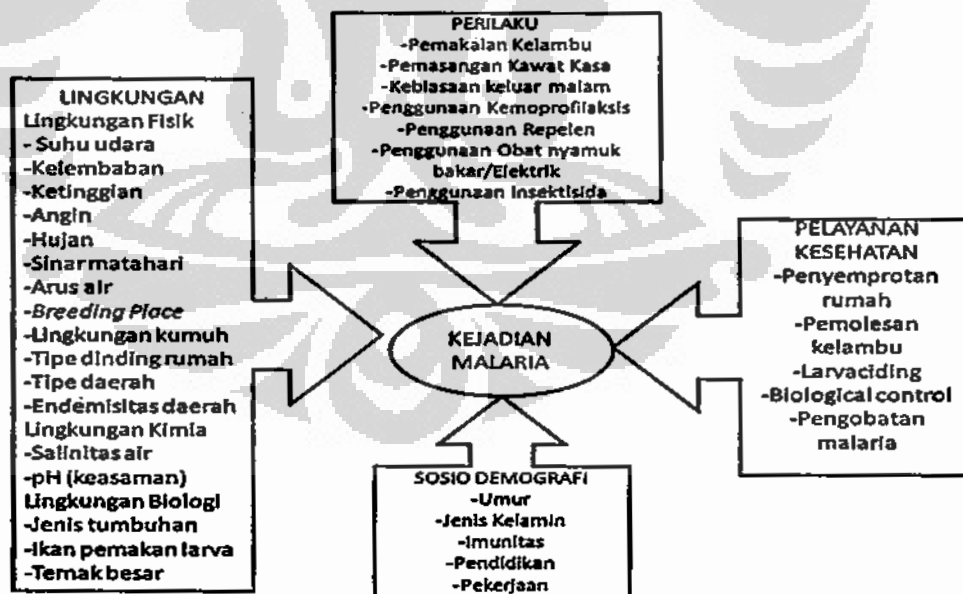 PERILAKU
-Pemakaian Kelambu
-Pemasangan Kawat Kasa
-Kebiasaan keluar malam
-Penggunaan Kemoprofilaksis
-Penggunaan Repelen
-Penggunaan Obat nyamuk
bakar/Elektrik
-Penggunaan Insektisida
LINGKUNGAN
Lingkungan Fisik
- Suhu udara
-Kelembaban
-Ketinggian
-Angin
-Hujan
-Sinar matahari
-Arus air
-Breeding Place
-Lingkungan kumuh
-Tipe dinding rumah
-Tipe daerah
-Endemisitas daerah
Lingkungan Kimia
-Salinitas air
-pH (keasaman)
Lingkungan Biologi
-Jenis tumbuhan
-Ikan pemakan larva
-Ternak besar
KEJADIAN
MALARIA
PELAYANAN
KESEHATAN
-Penyemprotan
rumah
-Pemolesan
kelambu
-Larvaciding
-Biological control
-Pengobatan
malaria
SOSIO DEMOGRAFI
-Umur
-Jenis Kelamin
-Imunitas
-Pendidikan
-Pekerjaan